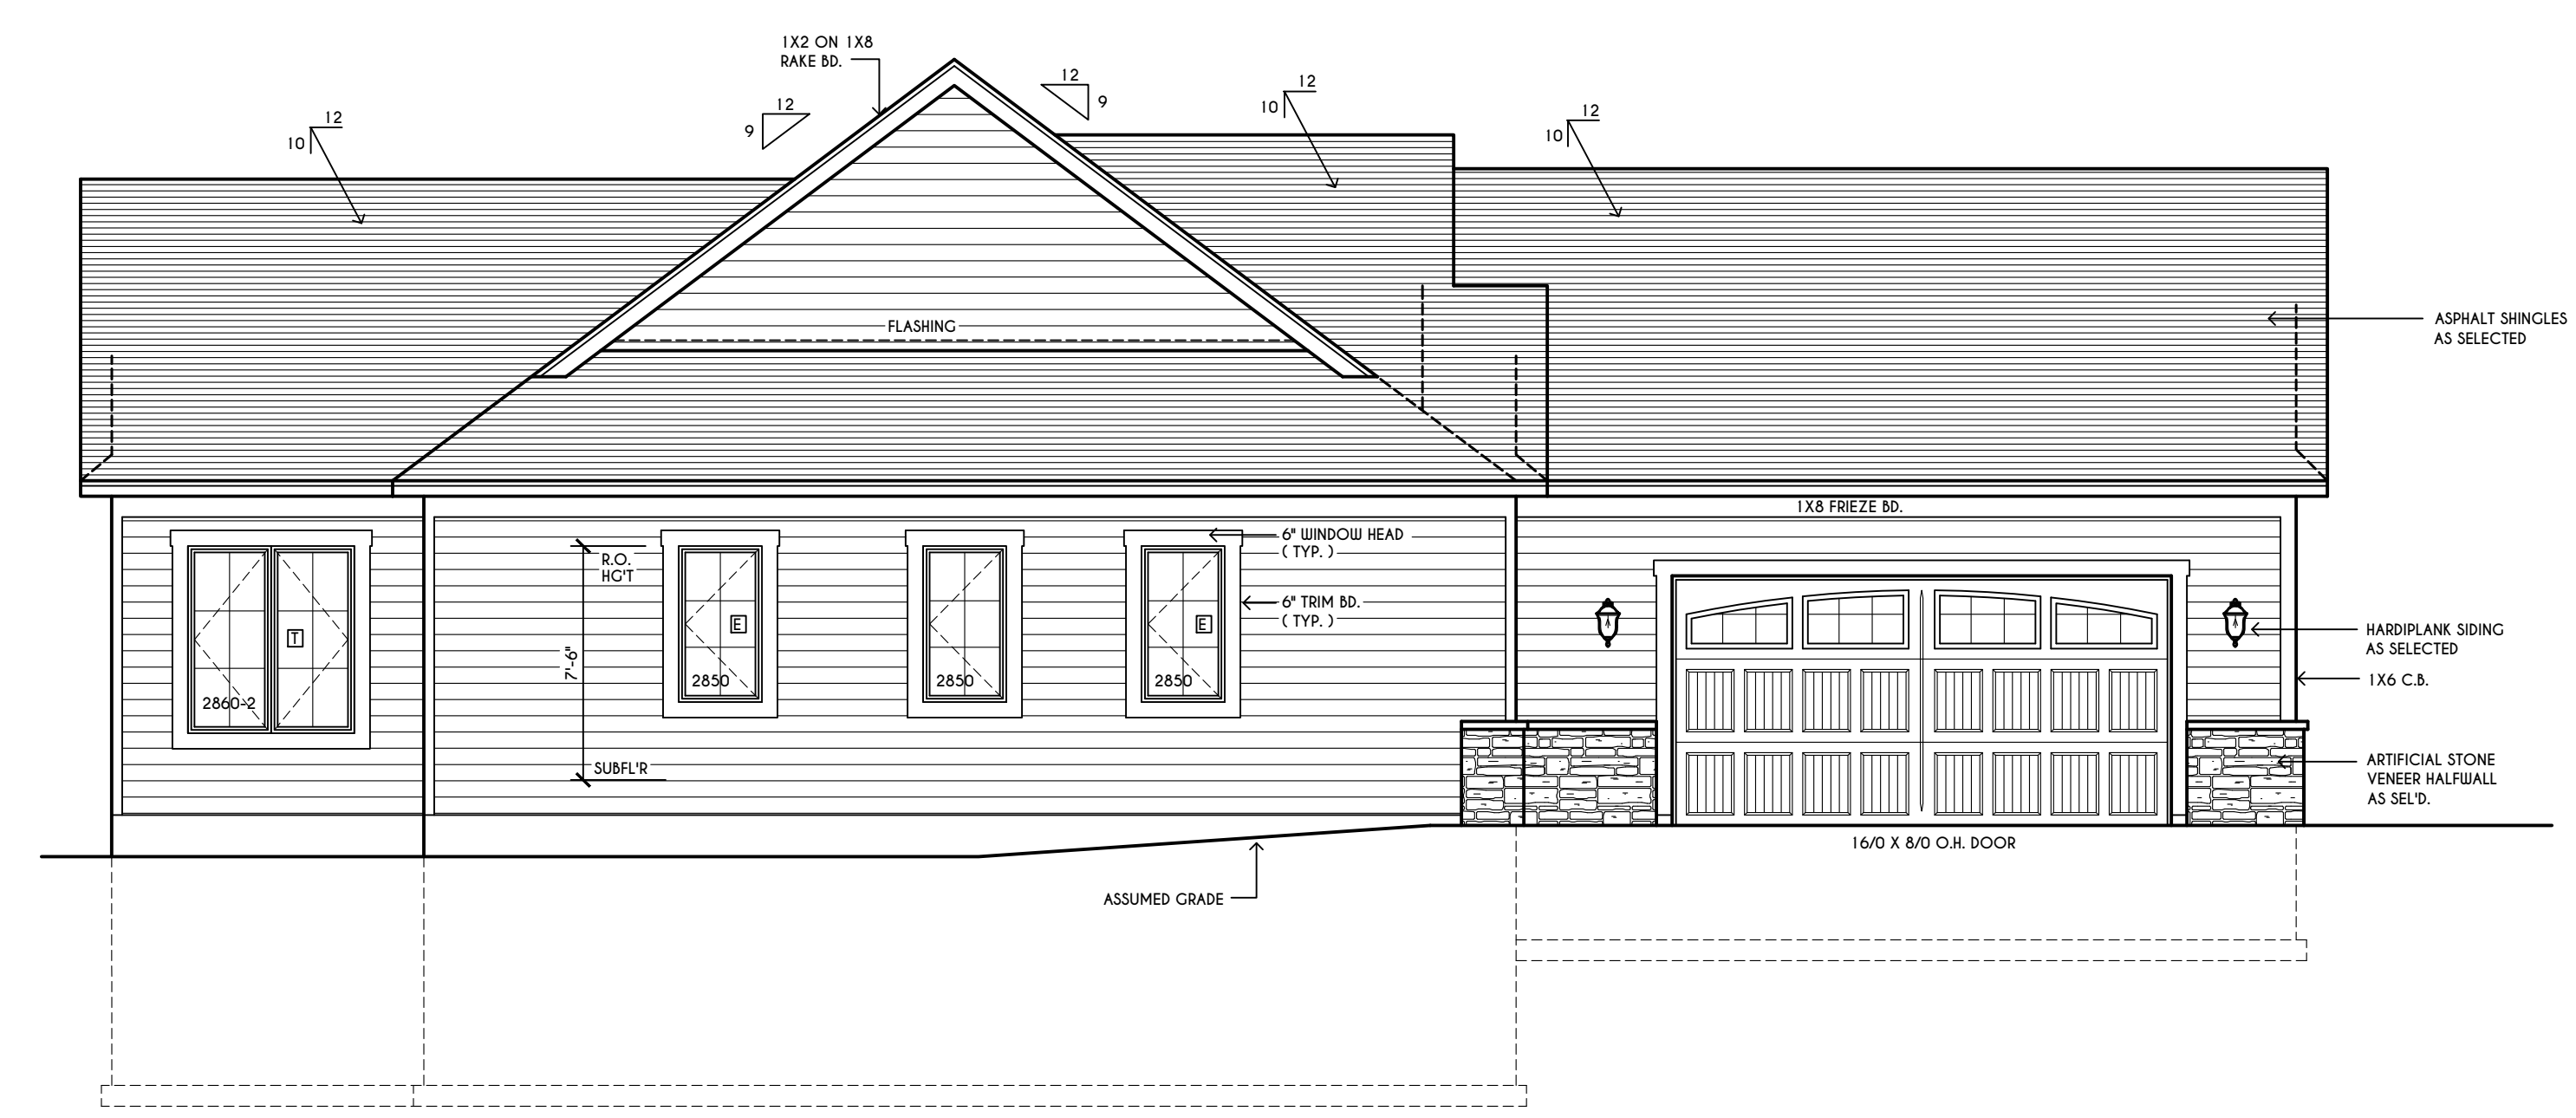 1X2 ON 1X8
RAKE BD.
12
9
12
9
12
10
12
10
12
10
FLASHING
ASPHALT SHINGLES
AS SELECTED
1X8 FRIEZE BD.
6" WINDOW HEAD
( TYP. )
R.O.
HG'T
6" TRIM BD.
( TYP. )
7'-6"
T
E
E
2860-2
2850
2850
2850
SUBFL'R
HARDIPLANK SIDING
AS SELECTED
1X6 C.B.
ARTIFICIAL STONE
VENEER HALFWALL
AS SEL'D.
16/0 X 8/0 O.H. DOOR
ASSUMED GRADE